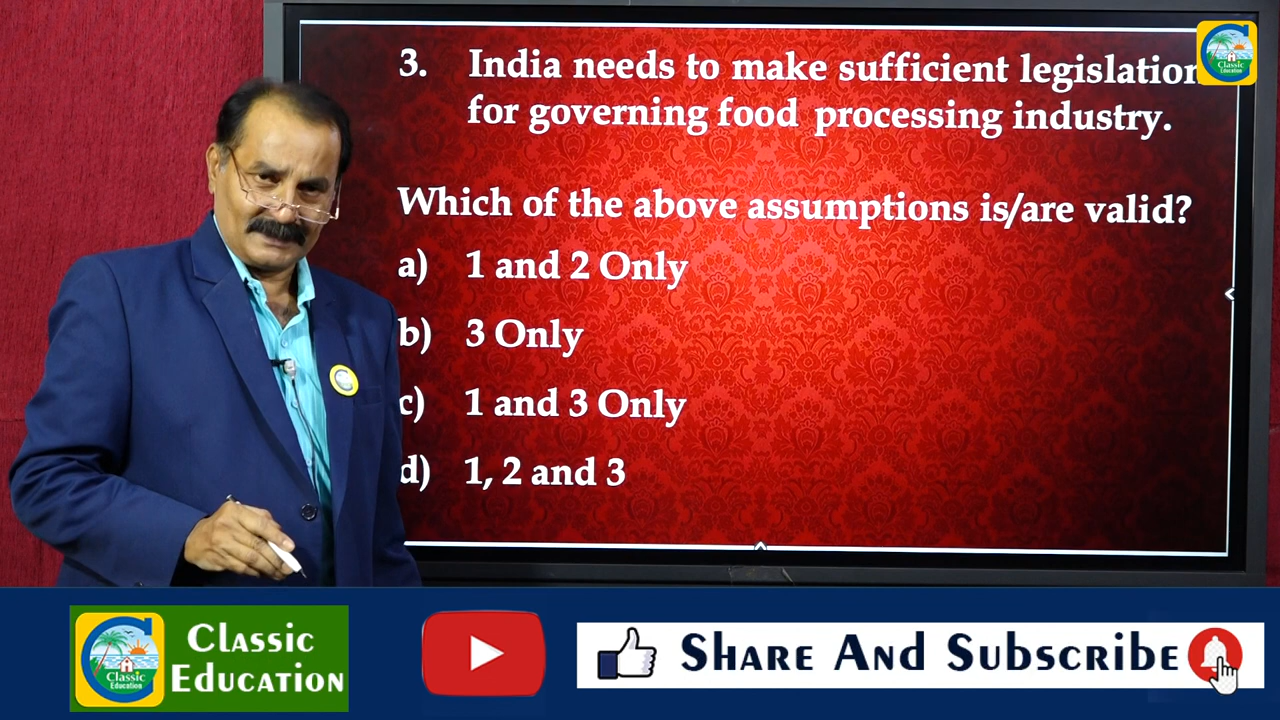 3. India needs to make sufficient legislation
for governing food processing industry.
Which of the above assumptions is/are valid?
a) 1 and 2 Only
b) 3 Only
c) 1 and 3 Only
d) 1, 2 and 3
Classic
Education
Classic
Education
Classic
Education
Share And Subscribe